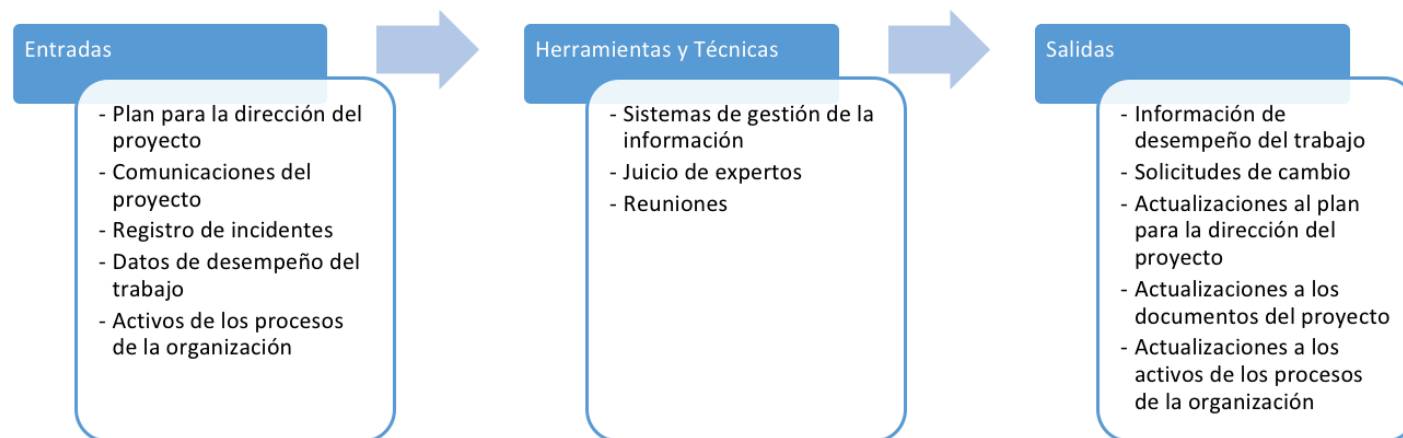 Entradas
- Plan para la dirección del
proyecto
- Comunicaciones del
proyecto
- Registro de incidentes
- Datos de desempeño del
trabajo
- Activos de los procesos
de la organización
Herramientas y Técnicas
- Sistemas de gestión de la
información
- Juicio de expertos
- Reuniones
Salidas
- Información de
desempeño del trabajo
- Solicitudes de cambio
- Actualizaciones al plan
para la dirección del
proyecto
- Actualizaciones a los
documentos del proyecto
- Actualizaciones a los
activos de los procesos
de la organización